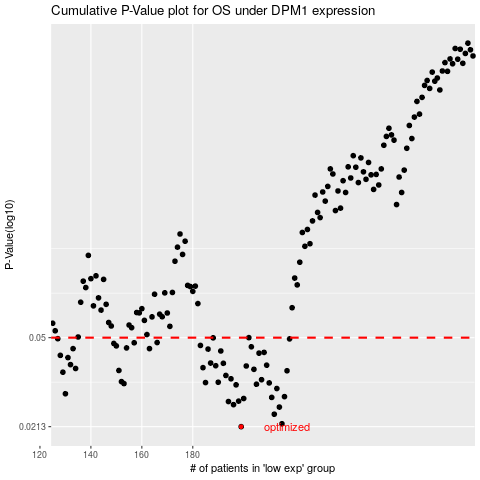 Cumulative P-Value plot for OS under DPM1 expression
P-Value(log10)
0.05
0.0213
optimized
120 140 160 180
# of patients in 'low exp' group